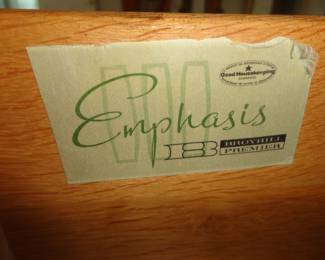 Good Housekeeping
Emphasis
BROYHILL
PREMIER